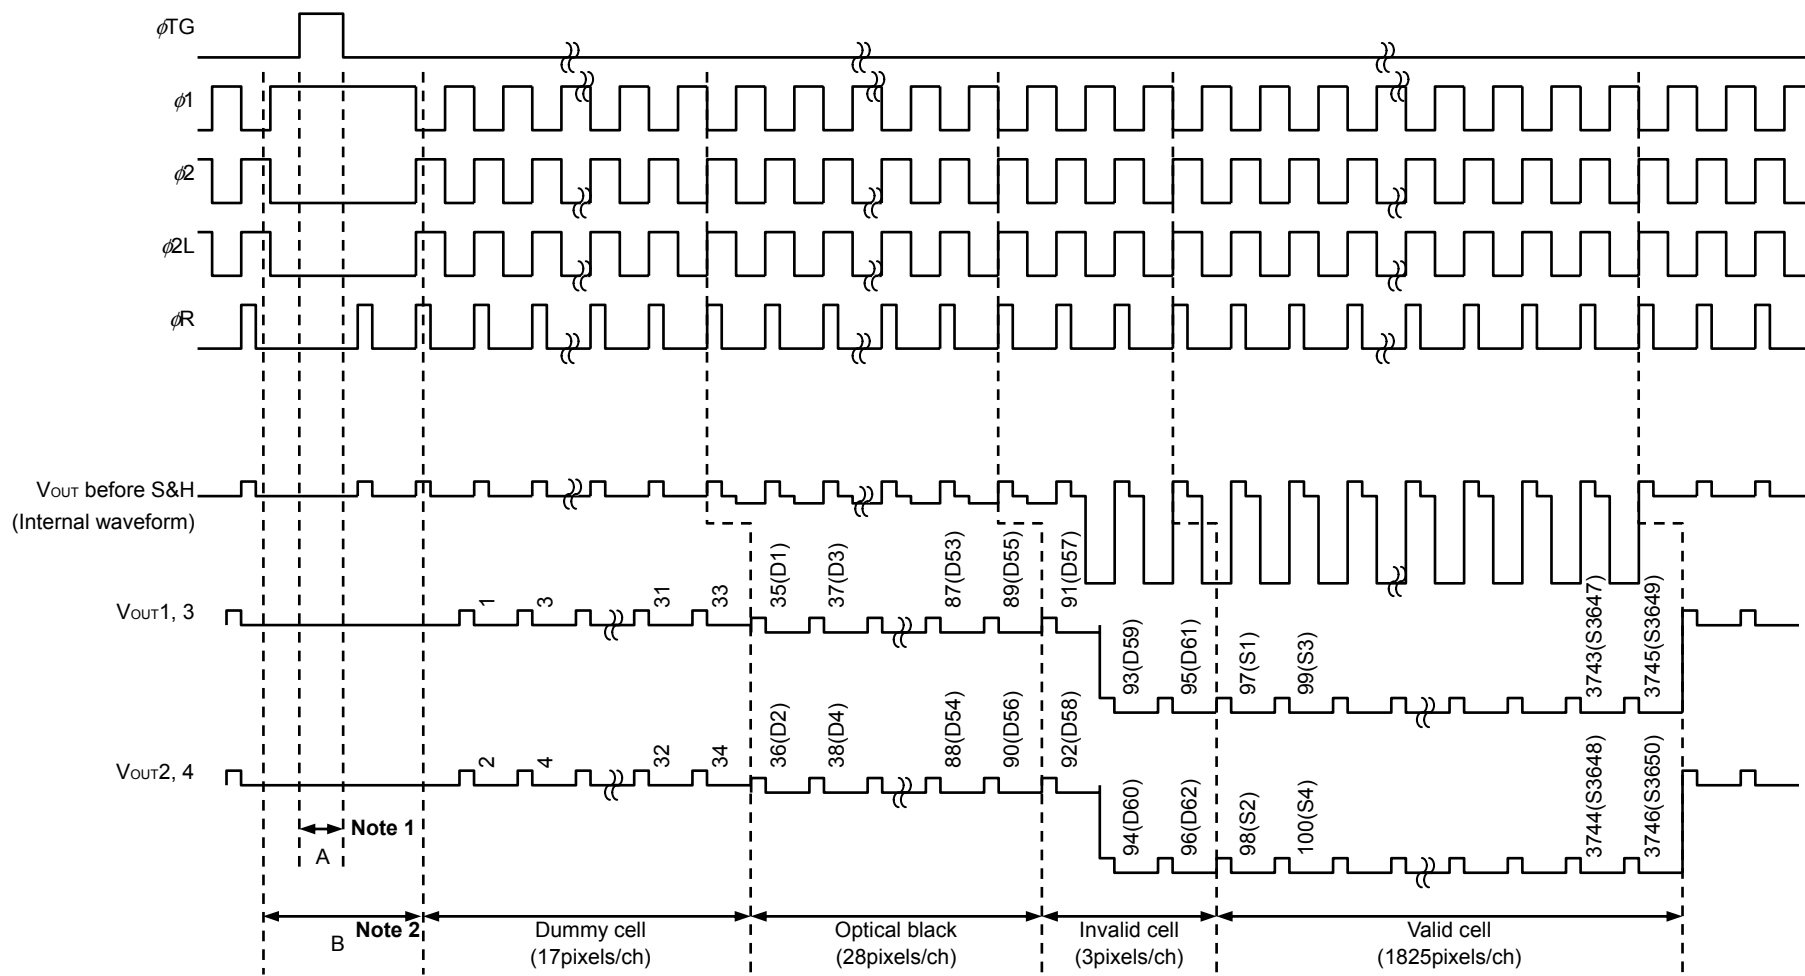 ϕTG
ϕ1
ϕ2
ϕ2L
ϕR
VOUT before S&H
(Internal waveform)
VOUT1, 3
1
3
31
33
35(D1)
37(D3)
87(D53)
89(D55)
91(D57)
93(D59)
95(D61)
97(S1)
99(S3)
3743(S3647)
3745(S3649)
VOUT2, 4
2
4
32
34
36(D2)
38(D4)
88(D54)
90(D56)
92(D58)
94(D60)
96(D62)
98(S2)
100(S4)
3744(S3648)
3746(S3650)
Note 1
A
Note 2
B
Dummy cell
(17pixels/ch)
Optical black
(28pixels/ch)
Invalid cell
(3pixels/ch)
Valid cell
(1825pixels/ch)